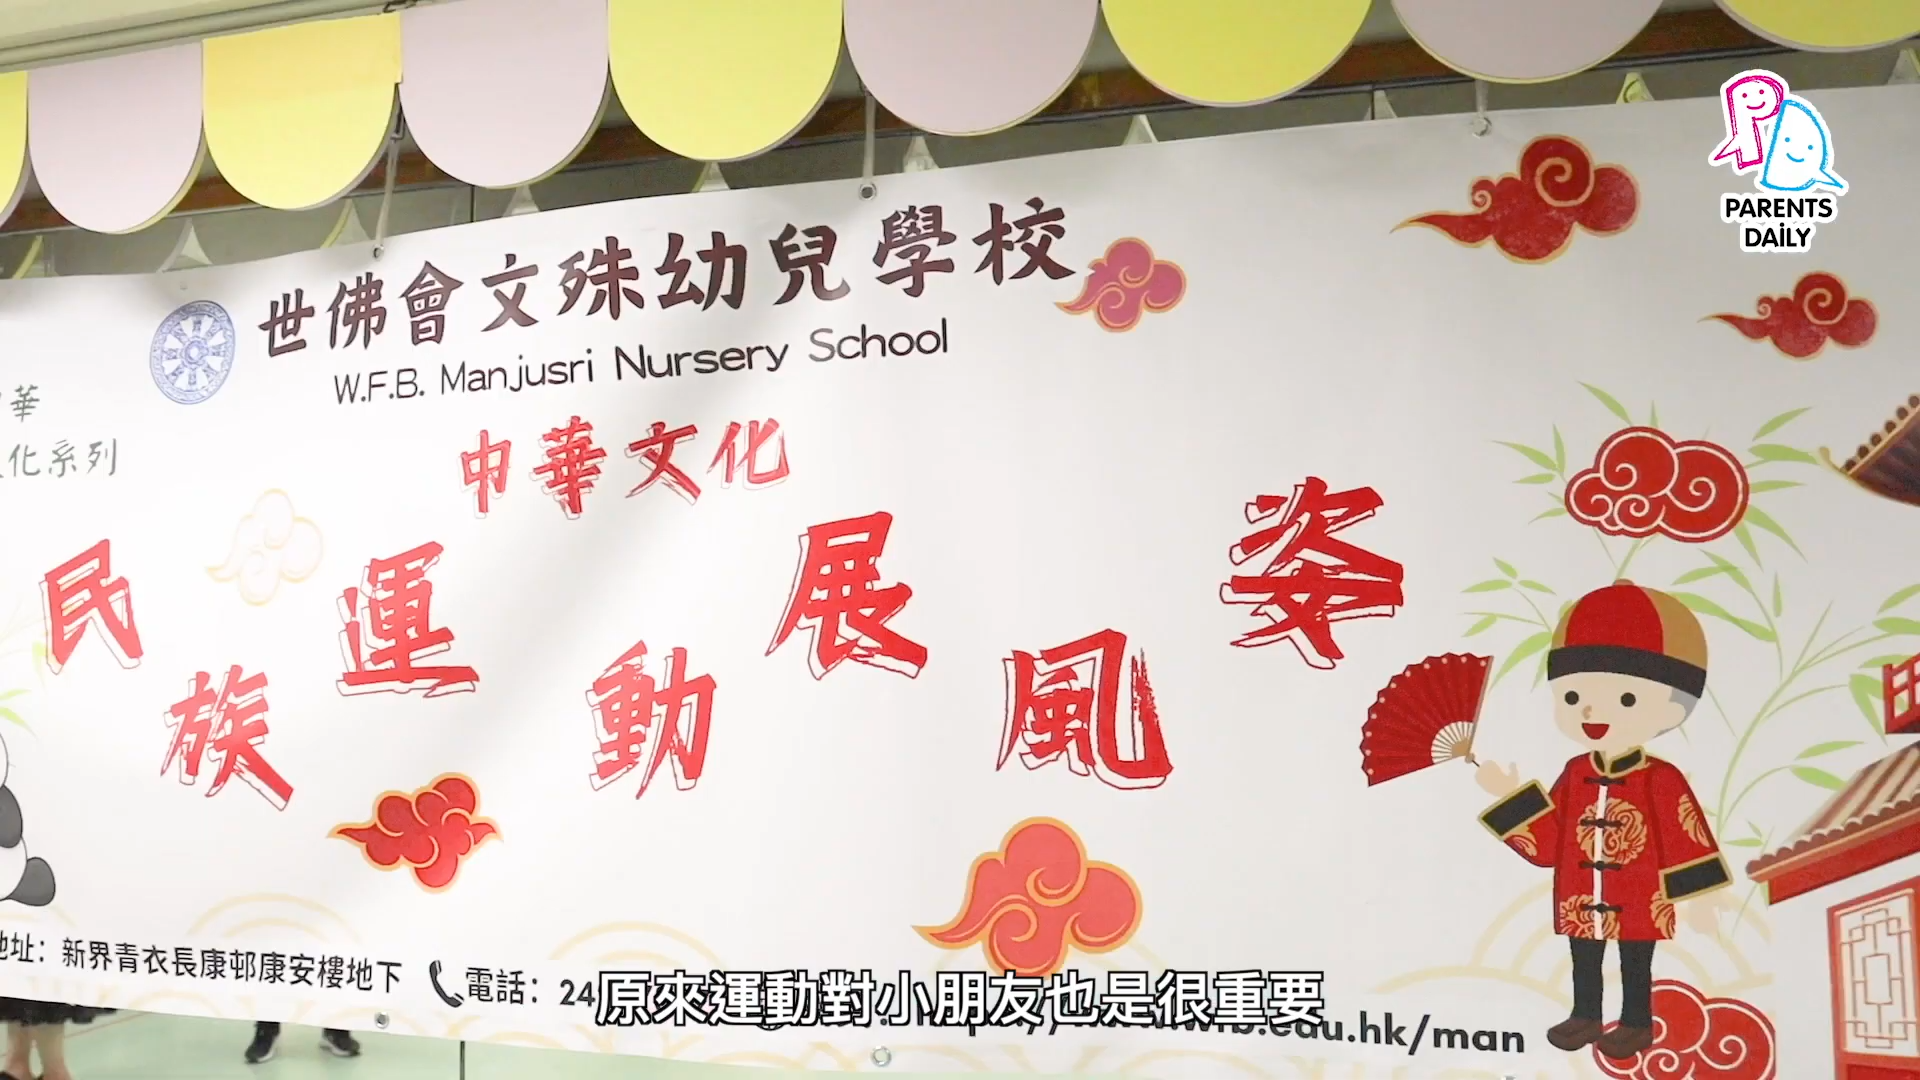 PARENTS
DAiLY
世佛會文殊幼兒學校
W.F.B. Manjusri Nursery School
華
化系列
中華文化
民族運動展風姿
地址：新界青衣長康邨康安樓地下
電話：24
.edu.hk/man
原來運動對小朋友也是很重要